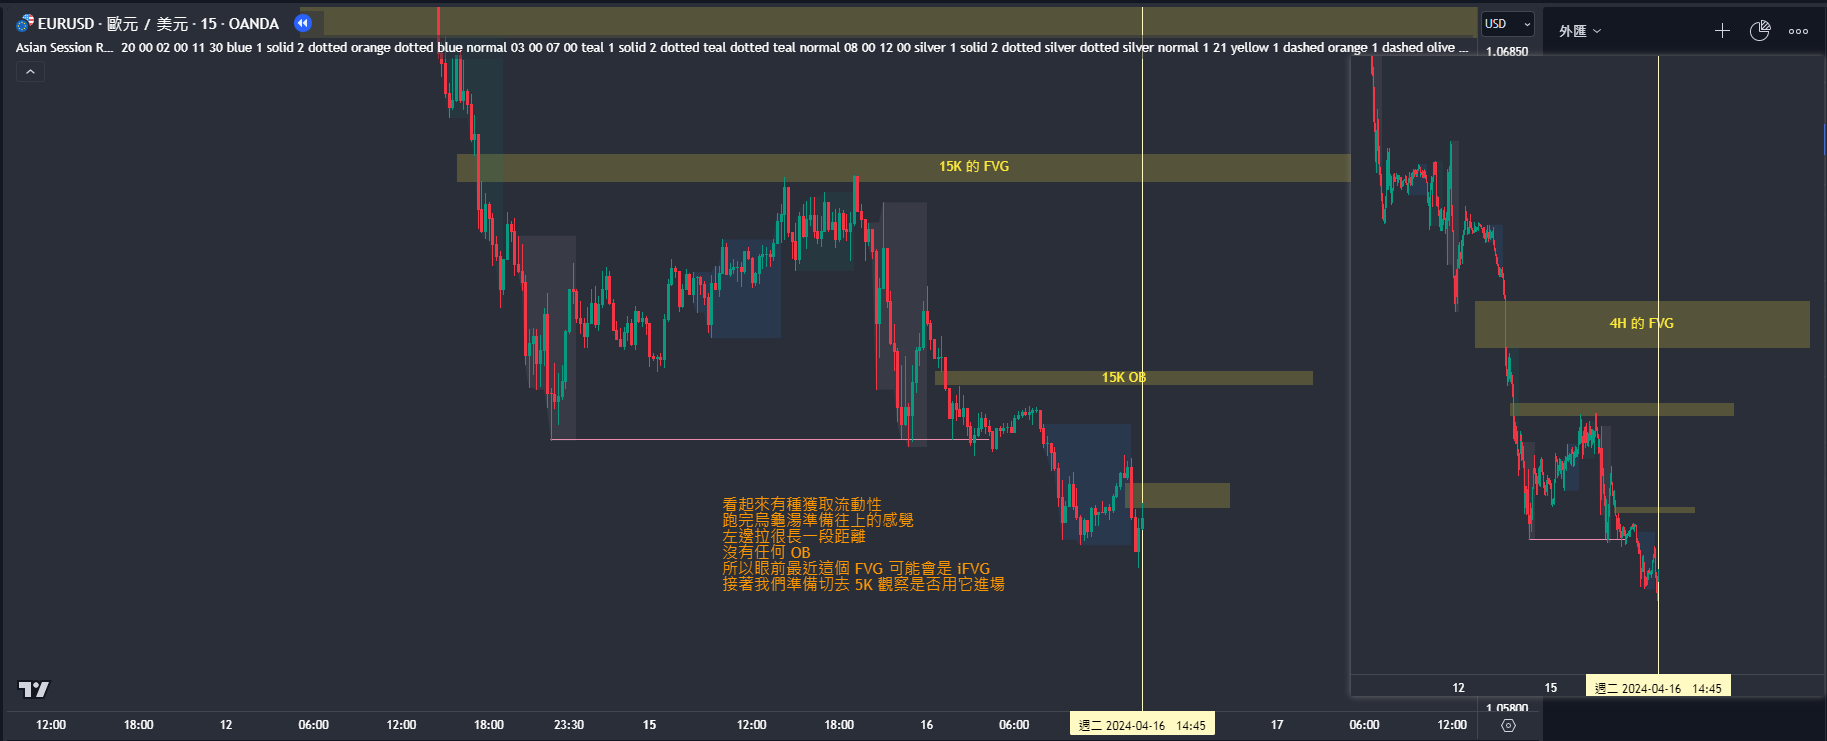 EURUSD · 歐元 / 美元 · 15 · OANDA
USD
外匯
Asian Session R... 20 00 02 00 11 30 blue 1 solid 2 dotted orange dotted blue normal 03 00 07 00 teal 1 solid 2 dotted teal dotted teal normal 08 00 12 00 silver 1 solid 2 dotted silver dotted silver normal 1 21 yellow 1 dashed orange 1 dashed olive ...
1.06850
15K 的 FVG
4H 的 FVG
15K OB
看起來有種獲取流動性
跑完烏龜湯準備往上的感覺
左邊拉很長一段距離
沒有任何 OB
所以眼前最近這個 FVG 可能會是 iFVG
接著我們準備切去 5K 觀察是否用它進場
12 15 週二 2024-04-16 14:45
1.05800
12:00 18:00 12 06:00 12:00 18:00 23:30 15 12:00 18:00 16 06:00 週二 2024-04-16 14:45 17 06:00 12:00